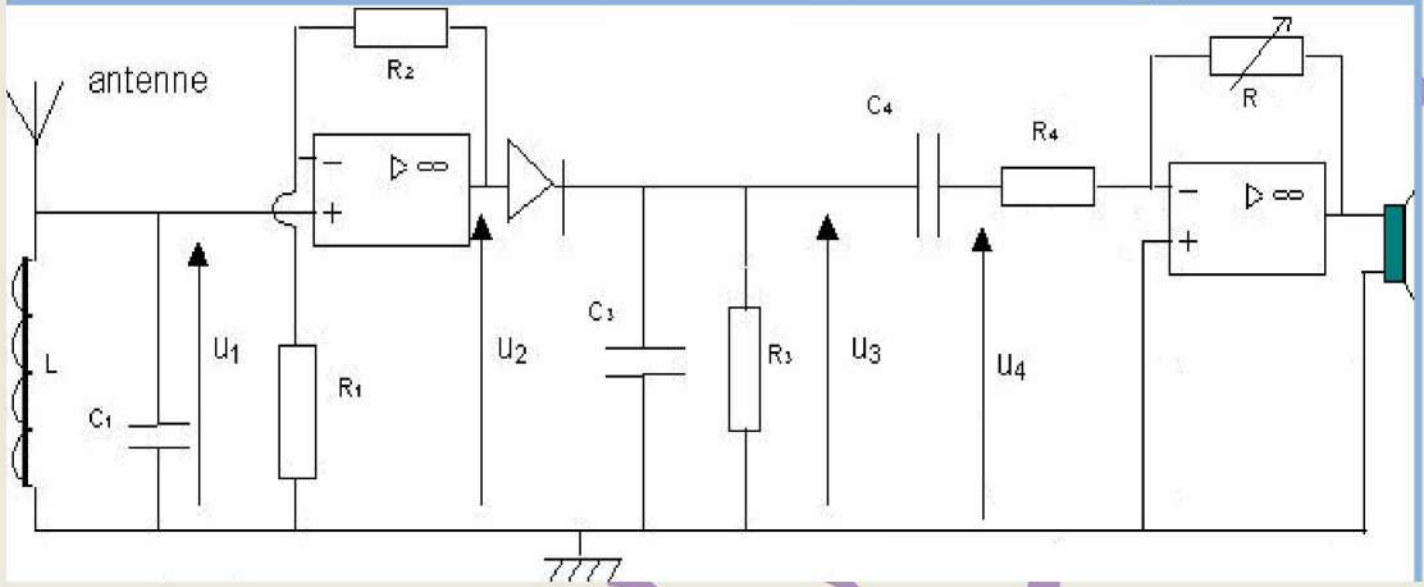 antenne
R₂
▷ ∞
−
+
C₄
R₄
R
▷ ∞
−
+
L
C₁
u₁
R₁
u₂
C₃
R₃
u₃
u₄